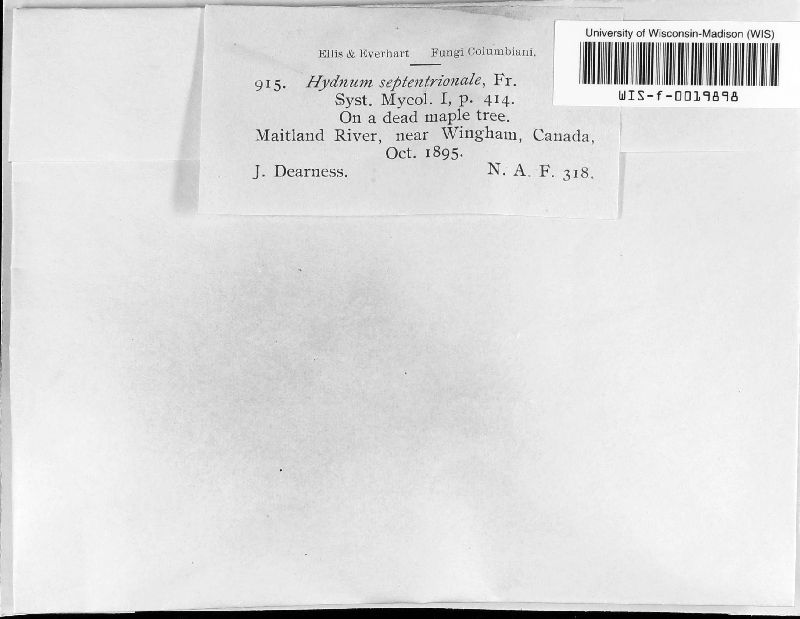 Ellis & Everhart Fungi Columbiani.
915. Hydnum septentrionale, Fr.
Syst. Mycol. I, p. 414.
On a dead maple tree.
Maitland River, near Wingham, Canada,
Oct. 1895.
J. Dearness. N. A. F. 318.
University of Wisconsin-Madison (WIS)
WIS-f-0019898